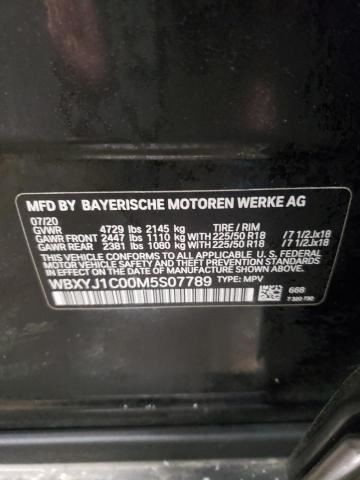 MFD BY BAYERISCHE MOTOREN WERKE AG
07/20
GVWR 4729 lbs 2145 kg TIRE / RIM
GAWR FRONT 2447 lbs 1110 kg 225/50 R18 / 7 1/2Jx18
GAWR REAR 2381 lbs 1080 kg 225/50 R18 / 7 1/2Jx18
THIS VEHICLE CONFORMS TO ALL APPLICABLE U.S. FEDERAL
MOTOR VEHICLE SAFETY, BUMPER, AND THEFT PREVENTION
STANDARDS IN EFFECT ON THE DATE OF MANUFACTURE SHOWN ABOVE.
WBXYJ1C00M5S07789 TYPE: MPV
668